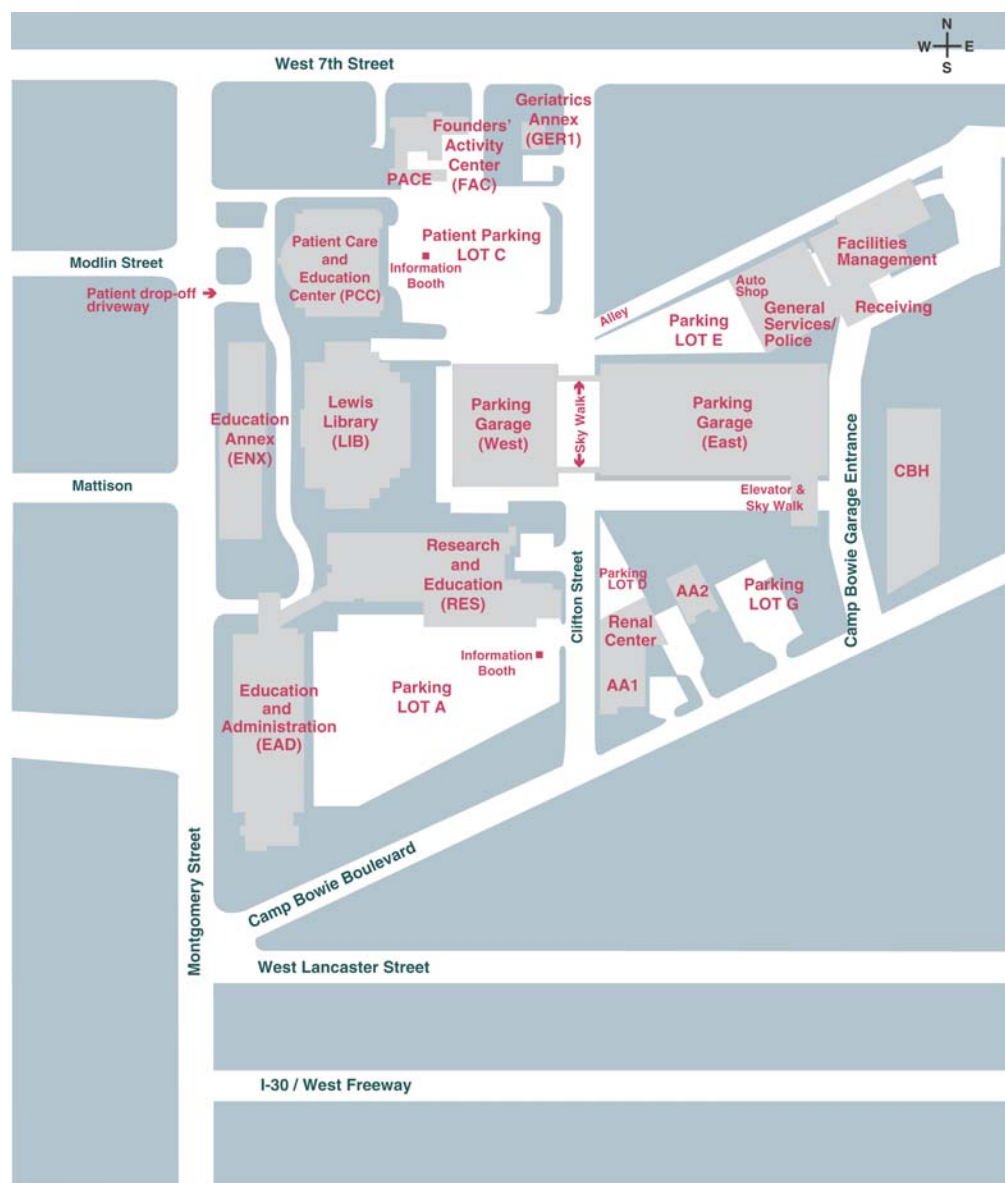 N
W E
S
West 7th Street
Geriatrics
Annex
(GER1)
Founders'
Activity
Center
(FAC)
PACE
Patient Care
and
Education
Center (PCC)
Patient Parking
LOT C
Information
Booth
Modlin Street
Patient drop-off
driveway
Facilities
Management
Auto
Shop
General
Services/
Police
Receiving
Alley
Parking
LOT E
Education
Annex
(ENX)
Lewis
Library
(LIB)
Parking
Garage
(West)
Sky Walk
Parking
Garage
(East)
Camp Bowie Garage Entrance
CBH
Mattison
Elevator &
Sky Walk
Research
and
Education
(RES)
Clifton Street
Parking
LOT D
AA2
Parking
LOT G
Renal
Center
AA1
Information
Booth
Parking
LOT A
Education
and
Administration
(EAD)
Montgomery Street
Camp Bowie Boulevard
West Lancaster Street
I-30 / West Freeway